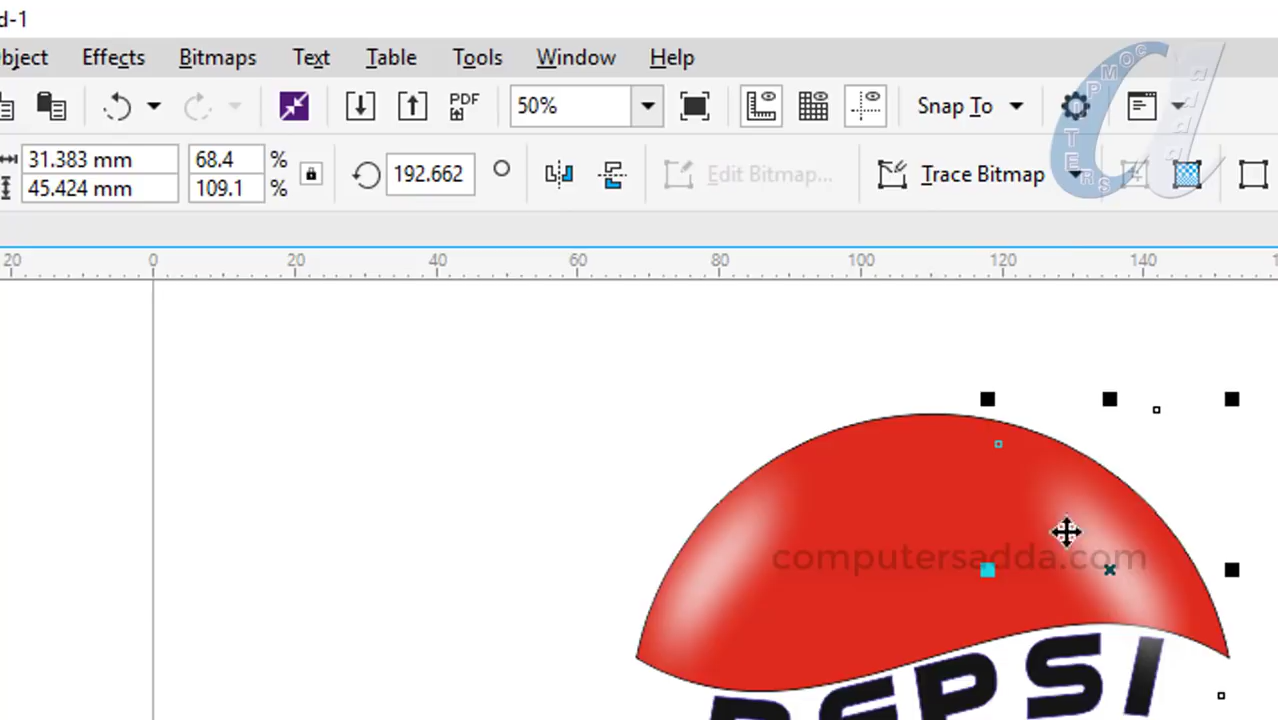 d-1
bject Effects Bitmaps Text Table Tools Window Help
PDF 50% Snap To
31.383 mm 68.4 % 192.662 Edit Bitmap... Trace Bitmap
45.424 mm 109.1 %
20 0 20 40 60 80 100 120 140
COMPUTERS adda
computersadda.com
PEPSI